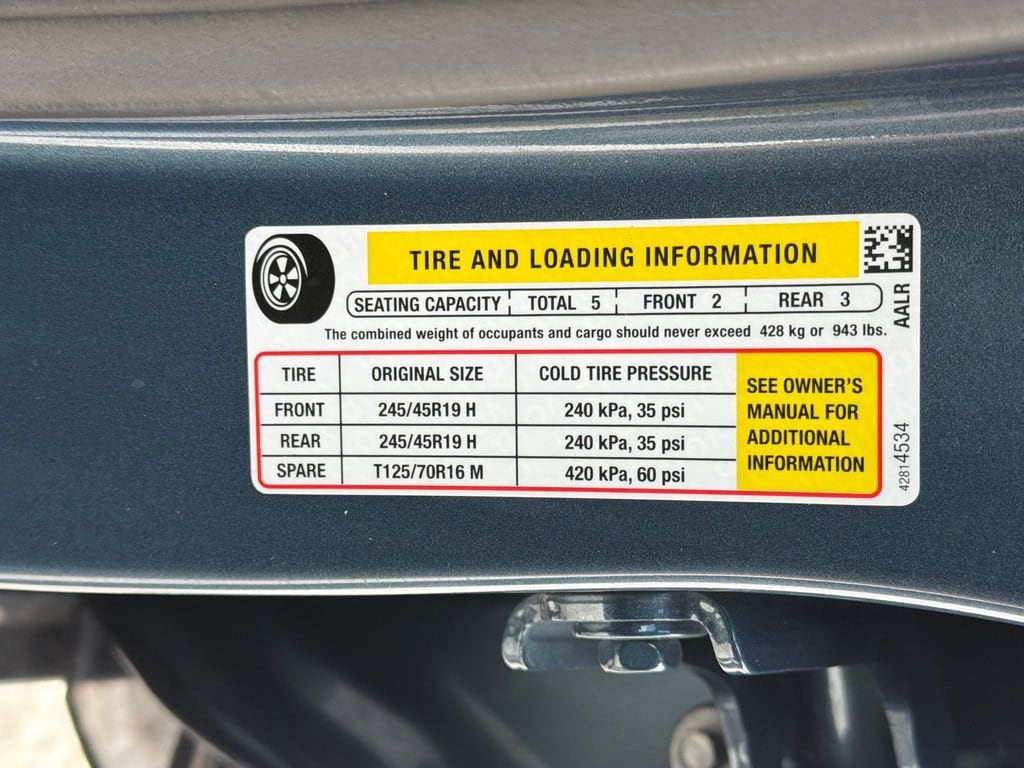 TIRE AND LOADING INFORMATION
SEATING CAPACITY TOTAL 5 FRONT 2 REAR 3
The combined weight of occupants and cargo should never exceed 428 kg or 943 lbs.
AALR
TIRE ORIGINAL SIZE COLD TIRE PRESSURE
FRONT 245/45R19 H 240 kPa, 35 psi
REAR 245/45R19 H 240 kPa, 35 psi
SPARE T125/70R16 M 420 kPa, 60 psi
SEE OWNER'S
MANUAL FOR
ADDITIONAL
INFORMATION
42814534